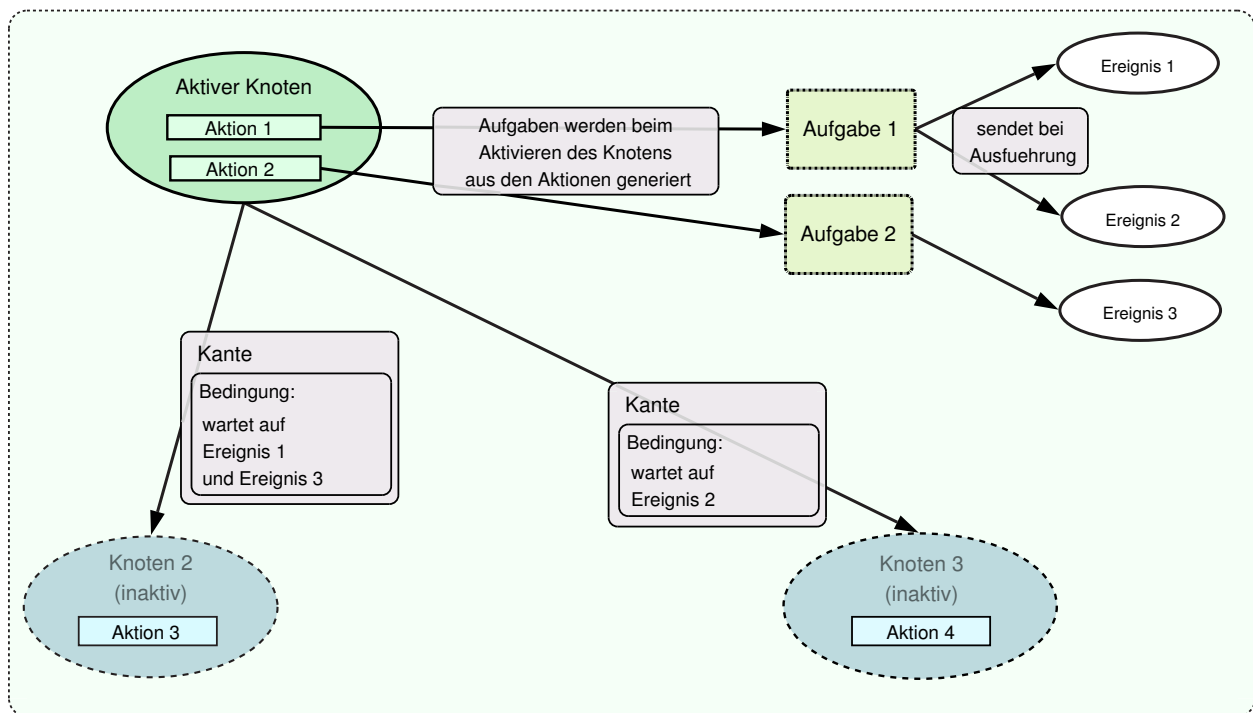 Aktiver Knoten
Aktion 1
Aktion 2
Aufgaben werden beim
Aktivieren des Knotens
aus den Aktionen generiert
Aufgabe 1
Aufgabe 2
sendet bei
Ausfuehrung
Ereignis 1
Ereignis 2
Ereignis 3
Kante
Bedingung:
wartet auf
Ereignis 1
und Ereignis 3
Kante
Bedingung:
wartet auf
Ereignis 2
Knoten 2
(inaktiv)
Aktion 3
Knoten 3
(inaktiv)
Aktion 4